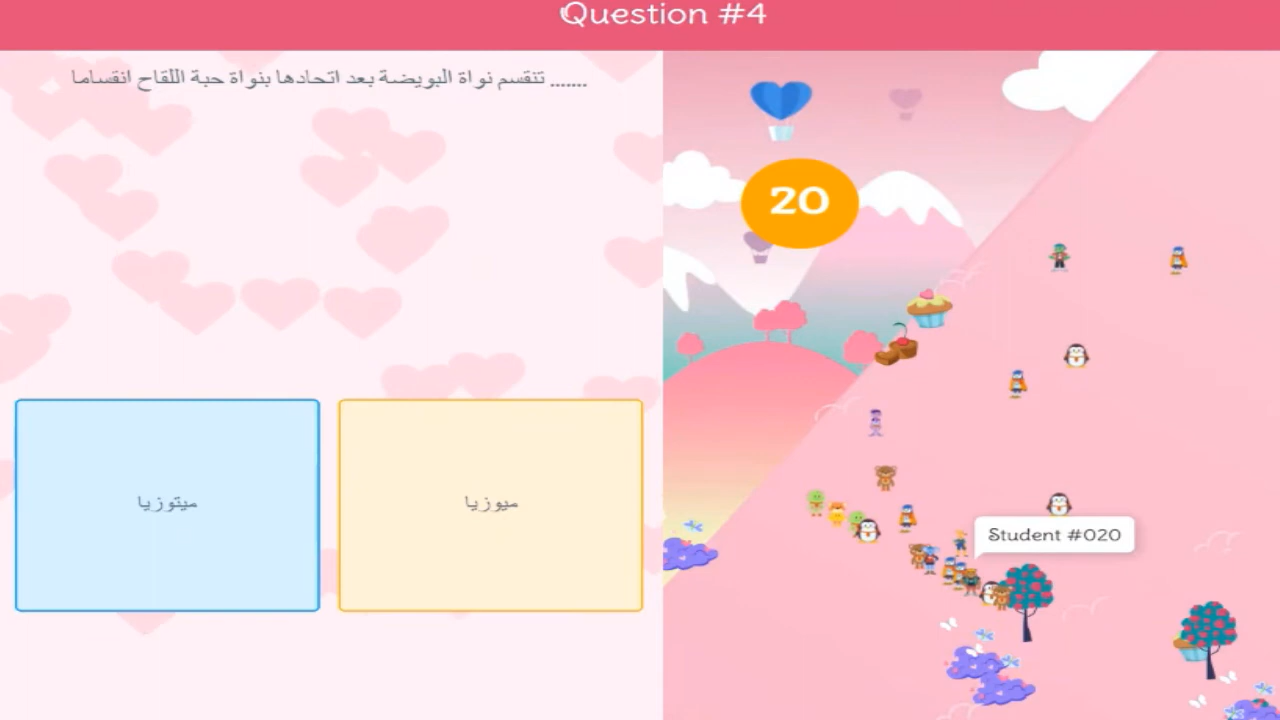 Question #4
تنقسم نواة البويضة بعد اتحادها بنواة حبة اللقاح انقساما .......
20
ميتوزيا
ميوزيا
Student #020